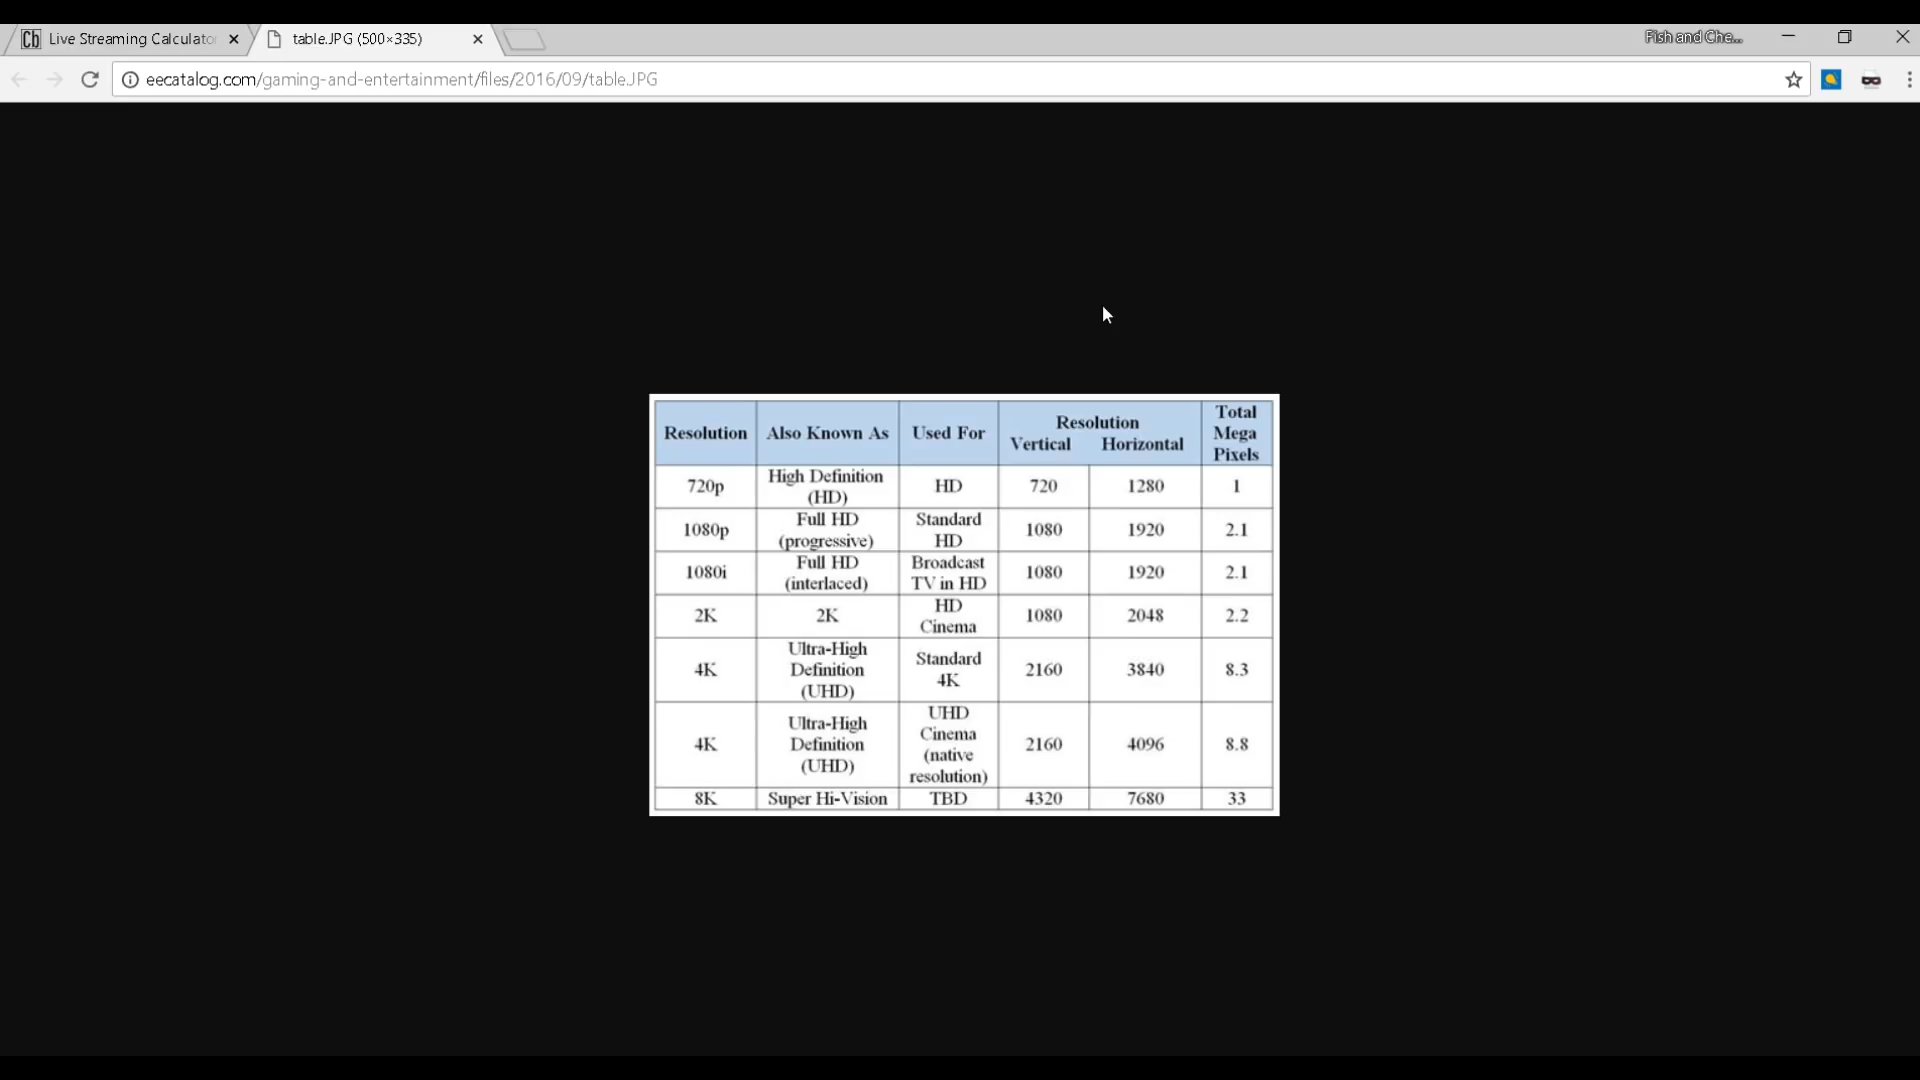 Live Streaming Calculato
table.JPG (500×335)
Fish and Che...
eecatalog.com/gaming-and-entertainment/files/2016/09/table.JPG
Resolution Also Known As Used For Resolution Vertical Horizontal Total Mega Pixels
720p High Definition (HD) HD 720 1280 1
1080p Full HD (progressive) Standard HD 1080 1920 2.1
1080i Full HD (interlaced) Broadcast TV in HD 1080 1920 2.1
2K 2K HD Cinema 1080 2048 2.2
4K Ultra-High Definition (UHD) Standard 4K 2160 3840 8.3
4K Ultra-High Definition (UHD) UHD Cinema (native resolution) 2160 4096 8.8
8K Super Hi-Vision TBD 4320 7680 33